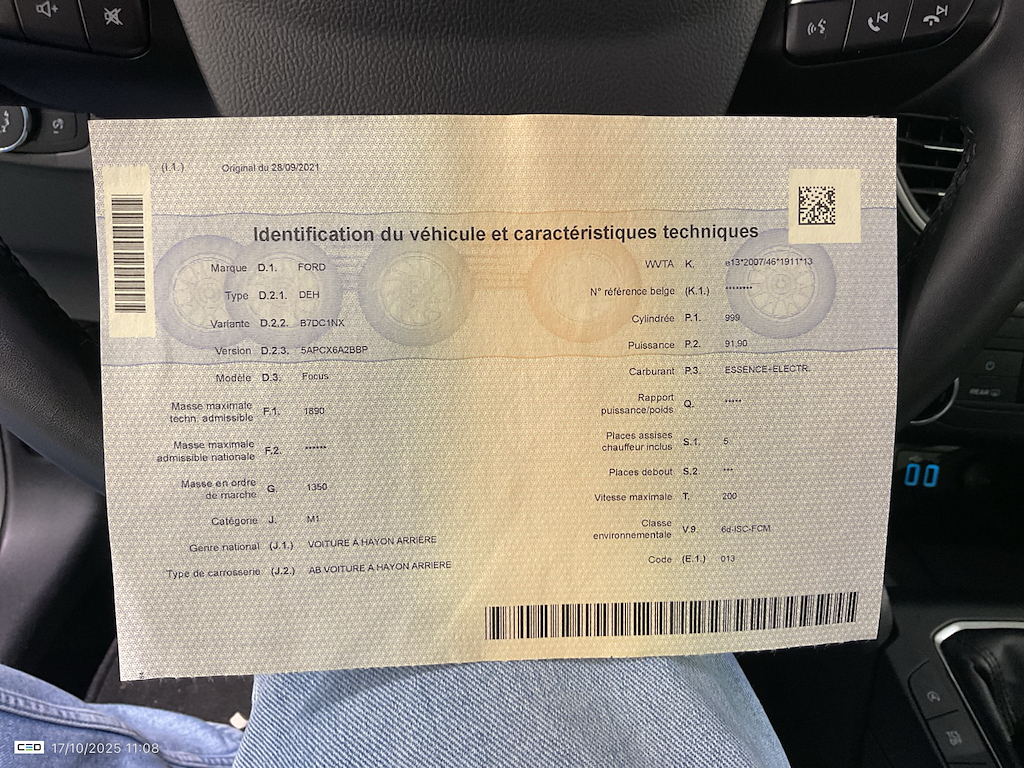 (I.1.) Original du 28/09/2021
Identification du véhicule et caractéristiques techniques
Marque D.1. FORD
Type D.2.1. DEH
Variante D.2.2. B7DC1NX
Version D.2.3. 5APCX6A2BBP
Modèle D.3. Focus
Masse maximale
techn. admissible F.1. 1890
Masse maximale
admissible nationale F.2. ******
Masse en ordre
de marche G. 1350
Catégorie J. M1
Genre national (J.1.) VOITURE A HAYON ARRIERE
Type de carrosserie (J.2.) AB VOITURE A HAYON ARRIERE
WVTA K. e13*2007/46*1911*13
N° référence belge (K.1.) ********
Cylindrée P.1. 999
Puissance P.2. 91,90
Carburant P.3. ESSENCE+ELECTR.
Rapport
puissance/poids Q. *****
Places assises
chauffeur inclus S.1. 5
Places debout S.2. ***
Vitesse maximale T. 200
Classe
environnementale V.9. 6d-ISC-FCM
Code (E.1.) 013
REAR
CEO 17/10/2025 11:08